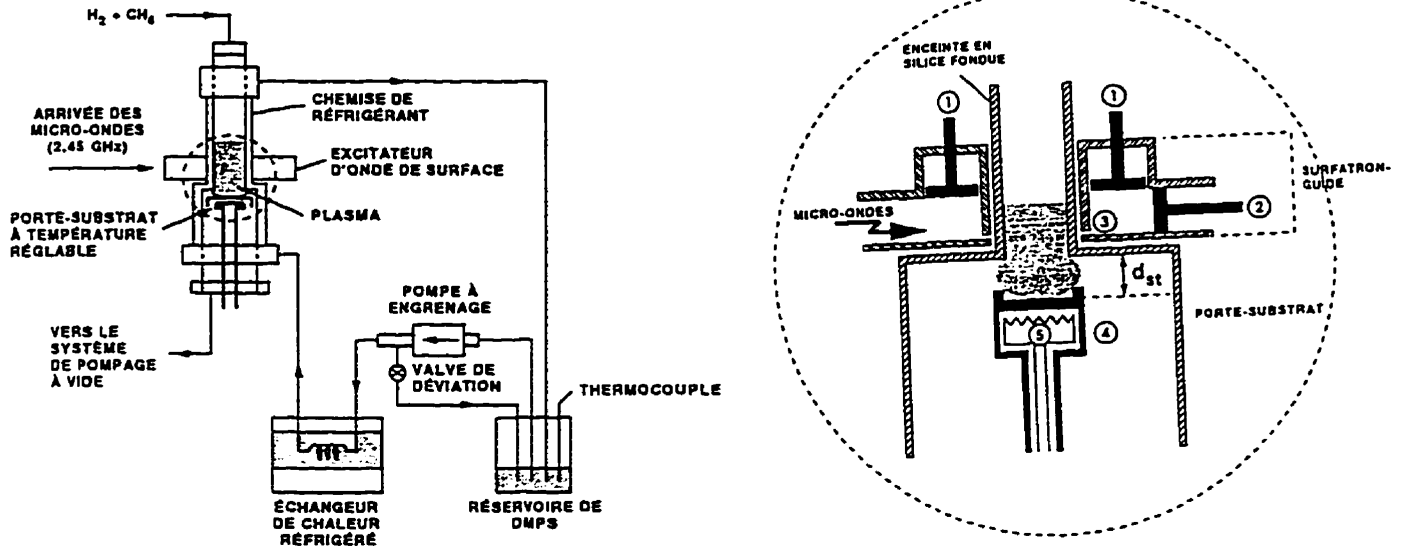 H2 + CH4
ARRIVÉE DES
MICRO-ONDES
(2,45 GHz)
CHEMISE DE
RÉFRIGÉRANT
EXCITATEUR
D'ONDE DE SURFACE
PLASMA
PORTE-SUBSTRAT
À TEMPÉRATURE
RÉGLABLE
VERS LE
SYSTÈME
DE POMPAGE
À VIDE
POMPE À
ENGRENAGE
VALVE DE
DÉVIATION
THERMOCOUPLE
ÉCHANGEUR
DE CHALEUR
RÉFRIGÉRÉ
RÉSERVOIRE DE
DMPS
ENCEINTE EN
SILICE FONDUE
1
1
SURFATRON-
GUIDE
MICRO-ONDES
2
3
dst
PORTE-SUBSTRAT
4
5